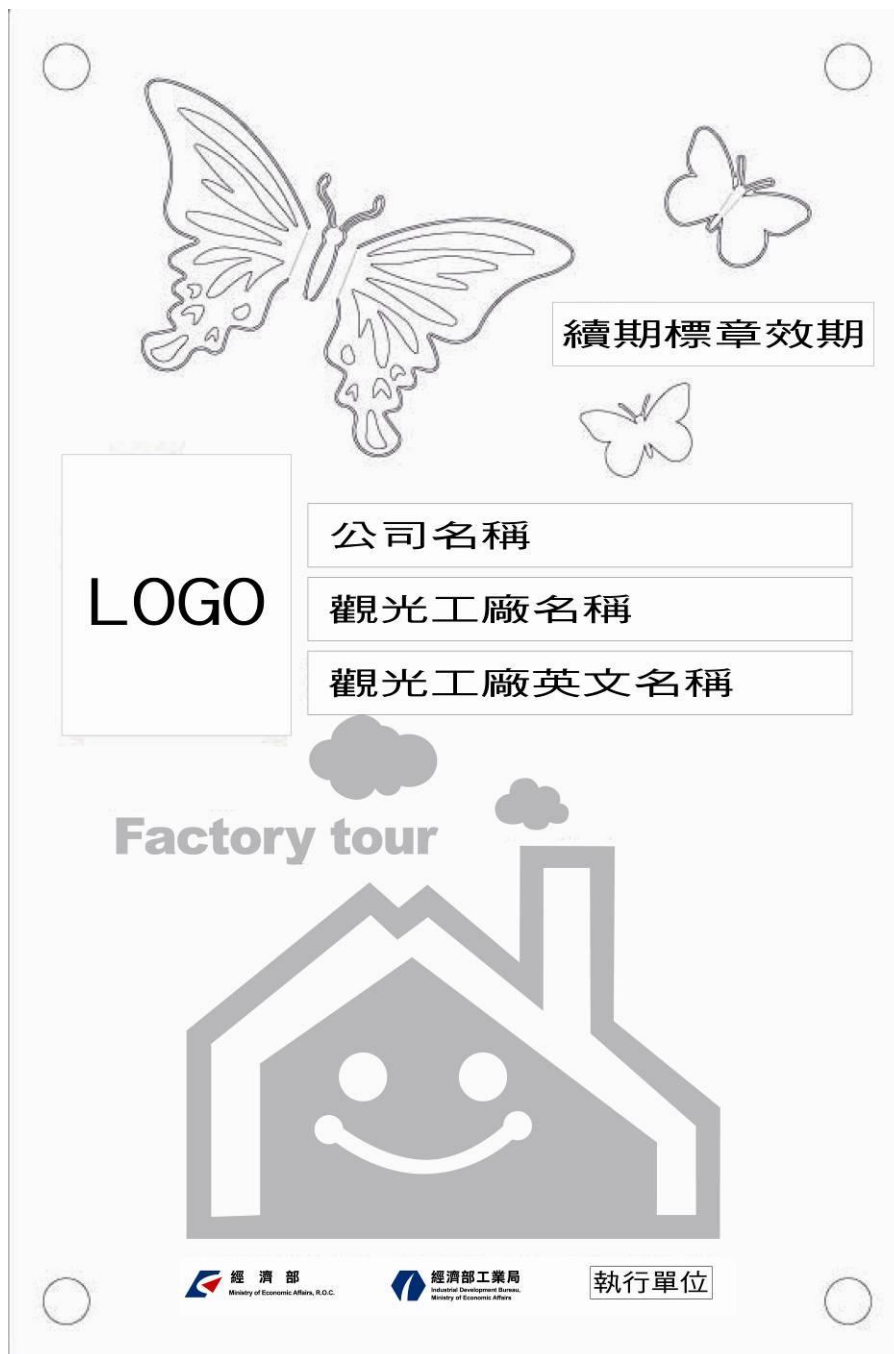 續期標章效期
LOGO
公司名稱
觀光工廠名稱
觀光工廠英文名稱
Factory tour
經濟部
Ministry of Economic Affairs, R.O.C.
經濟部工業局
Industrial Development Bureau,
Ministry of Economic Affairs
執行單位